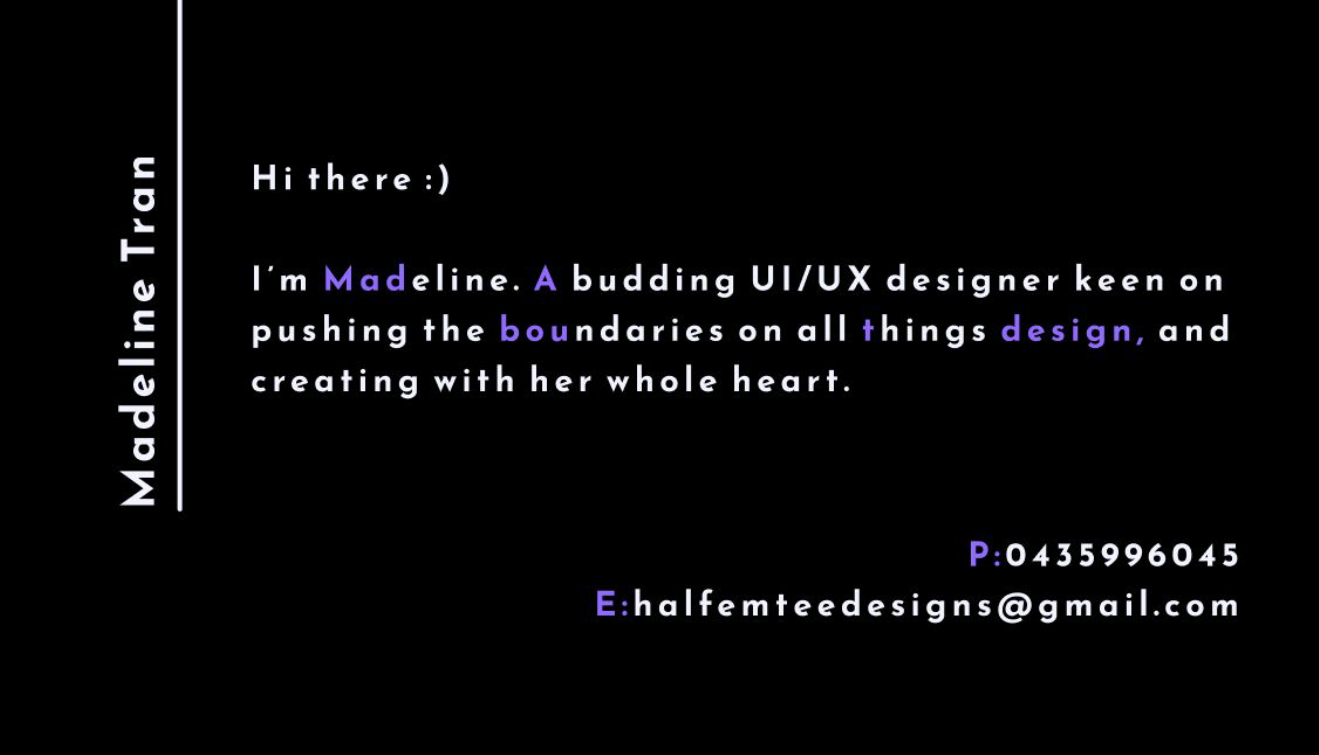 Madeline Tran
Hi there :)
I'm Madeline. A budding UI/UX designer keen on
pushing the boundaries on all things design, and
creating with her whole heart.
P:0435996045
E:halfemteedesigns@gmail.com